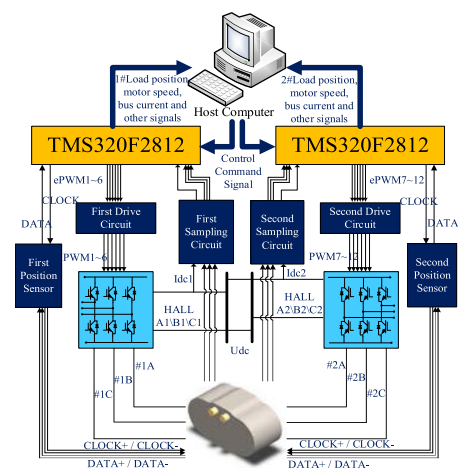 1#Load position,
motor speed,
bus current and
other signals
2#Load position,
motor speed,
bus current and
other signals
Host Computer
TMS320F2812
TMS320F2812
Control
Command
Signal
ePWM1~6
ePWM7~12
CLOCK
CLOCK
DATA
DATA
First Drive
Circuit
First
Sampling
Circuit
Second
Sampling
Circuit
Second Drive
Circuit
PWM1~6
PWM7~12
First
Position
Sensor
Second
Position
Sensor
Idc1
Idc2
HALL
A1\B1\C1
HALL
A2\B2\C2
Udc
#1A
#1B
#1C
#2A
#2B
#2C
CLOCK+ / CLOCK-
DATA+ / DATA-
CLOCK+ / CLOCK-
DATA+ / DATA-